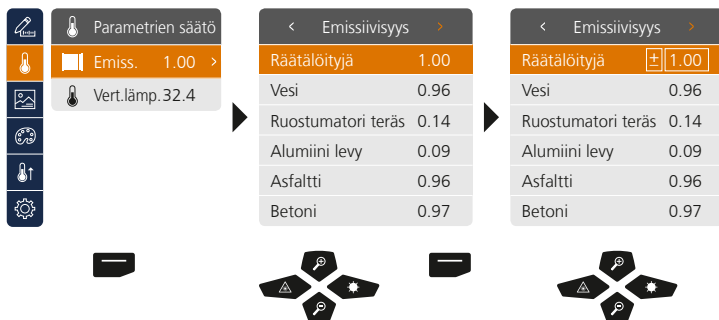 Parametrien säätö
Emiss. 1.00 >
Vert.lämp. 32.4
< Emissiivisyys >
Räätälöityjä 1.00
Vesi 0.96
Ruostumatori teräs 0.14
Alumiini levy 0.09
Asfaltti 0.96
Betoni 0.97
< Emissiivisyys >
Räätälöityjä ± 1.00
Vesi 0.96
Ruostumatori teräs 0.14
Alumiini levy 0.09
Asfaltti 0.96
Betoni 0.97